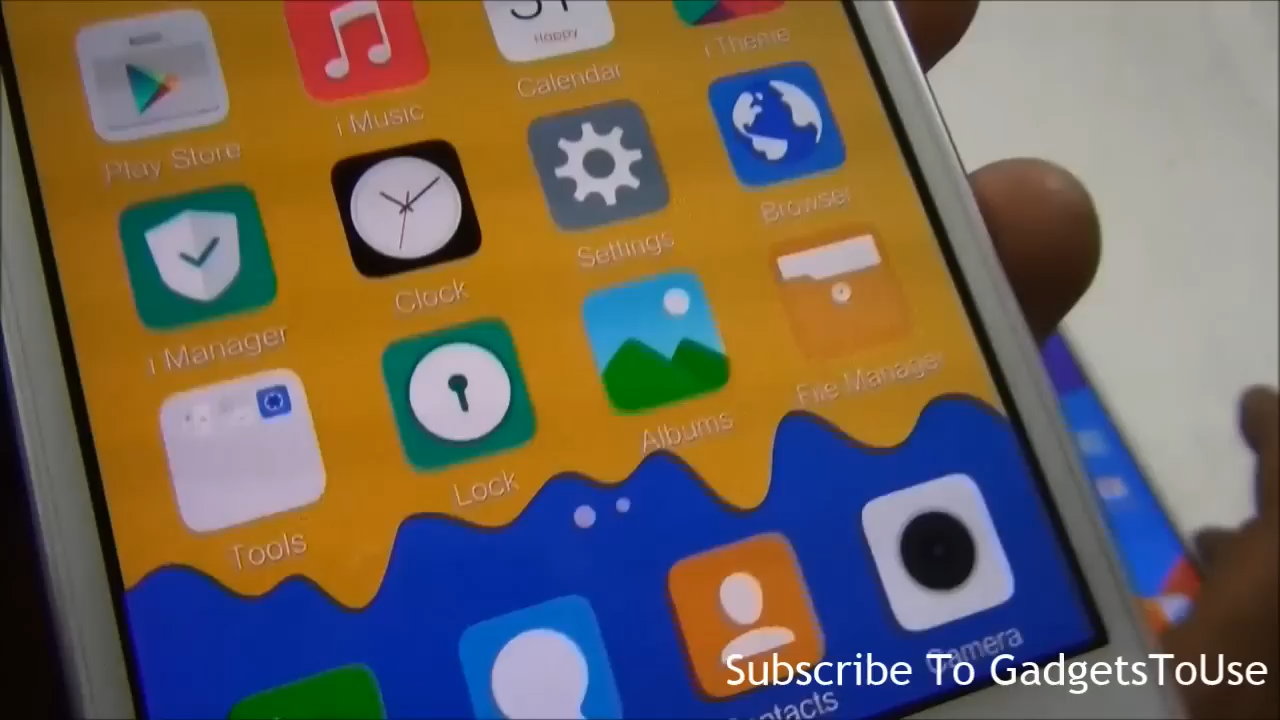 31
Happy
Play Store
i Music
Calendar
i Theme
i Manager
Clock
Settings
Browser
Tools
Lock
Albums
File Manager
Contacts
Camera
Subscribe To GadgetsToUse